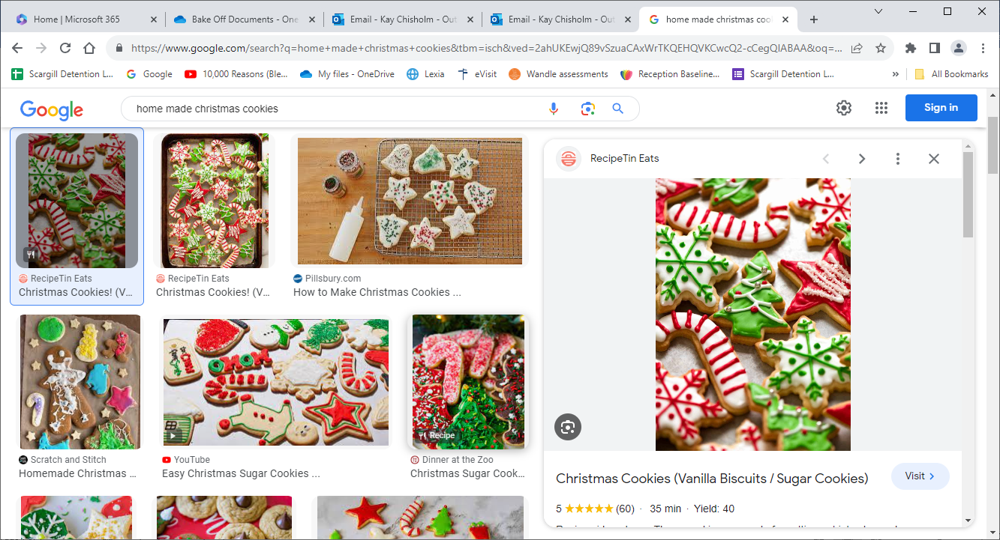 Home | Microsoft 365
Bake Off Documents - One
Email - Kay Chisholm - Out
Email - Kay Chisholm - Out
home made christmas cook
https://www.google.com/search?q=home+made+christmas+cookies&tbm=isch&ved=2ahUKEwjQ89vSzuaCAxWrTKQEHQVKCwcQ2-cCegQIABAA&oq=...
Scargill Detention L...
Google
10,000 Reasons (Ble...
My files - OneDrive
Lexia
eVisit
Wandle assessments
Reception Baseline...
Scargill Detention L...
»
All Bookmarks
Google
home made christmas cookies
Sign in
RecipeTin Eats
Christmas Cookies! (V...
RecipeTin Eats
Christmas Cookies! (V...
Pillsbury.com
How to Make Christmas Cookies ...
Scratch and Stitch
Homemade Christmas ...
YouTube
Easy Christmas Sugar Cookies ...
Recipe
Dinner at the Zoo
Christmas Sugar Cook...
RecipeTin Eats
Christmas Cookies (Vanilla Biscuits / Sugar Cookies)
Visit
5 ★★★★★ (60) · 35 min · Yield: 40